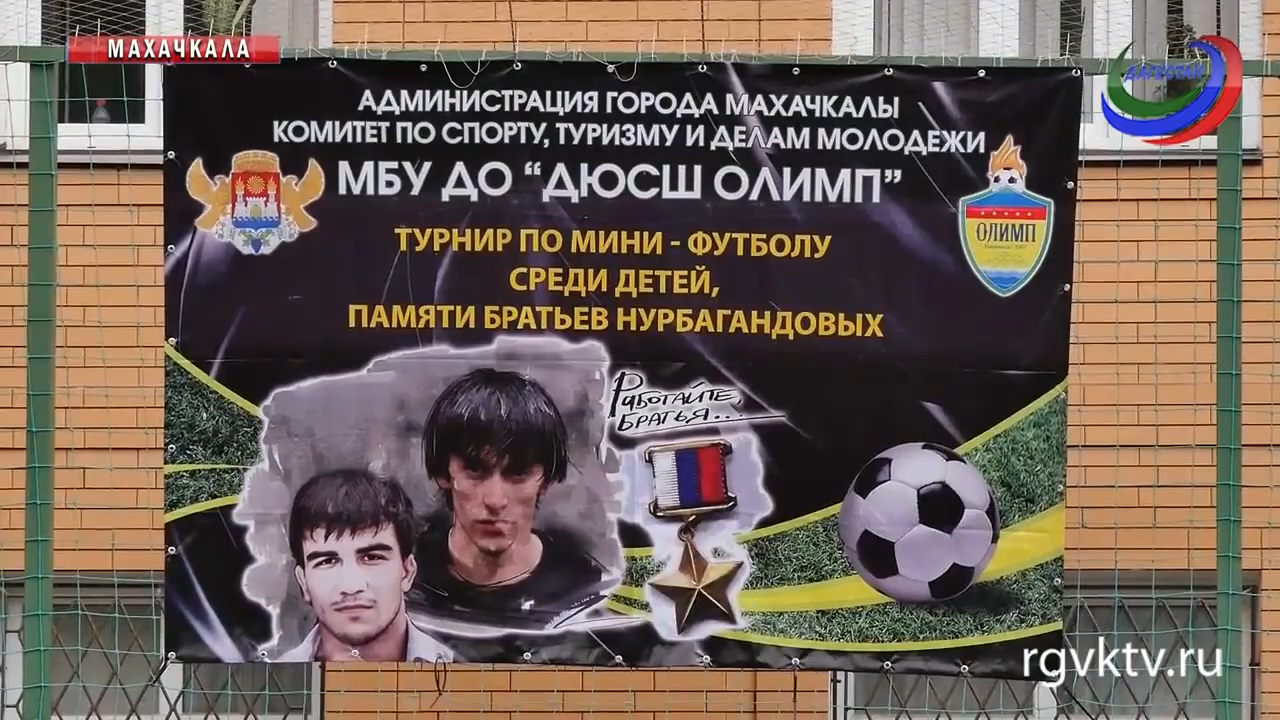 МАХАЧКАЛА
ДАГЕСТАН
АДМИНИСТРАЦИЯ ГОРОДА МАХАЧКАЛЫ
КОМИТЕТ ПО СПОРТУ, ТУРИЗМУ И ДЕЛАМ МОЛОДЕЖИ
МБУ ДО “ДЮСШ ОЛИМП”
ОЛИМП
ТУРНИР ПО МИНИ - ФУТБОЛУ
СРЕДИ ДЕТЕЙ,
ПАМЯТИ БРАТЬЕВ НУРБАГАНДОВЫХ
РАБОТАЙТЕ,
БРАТЬЯ...
rgvktv.ru